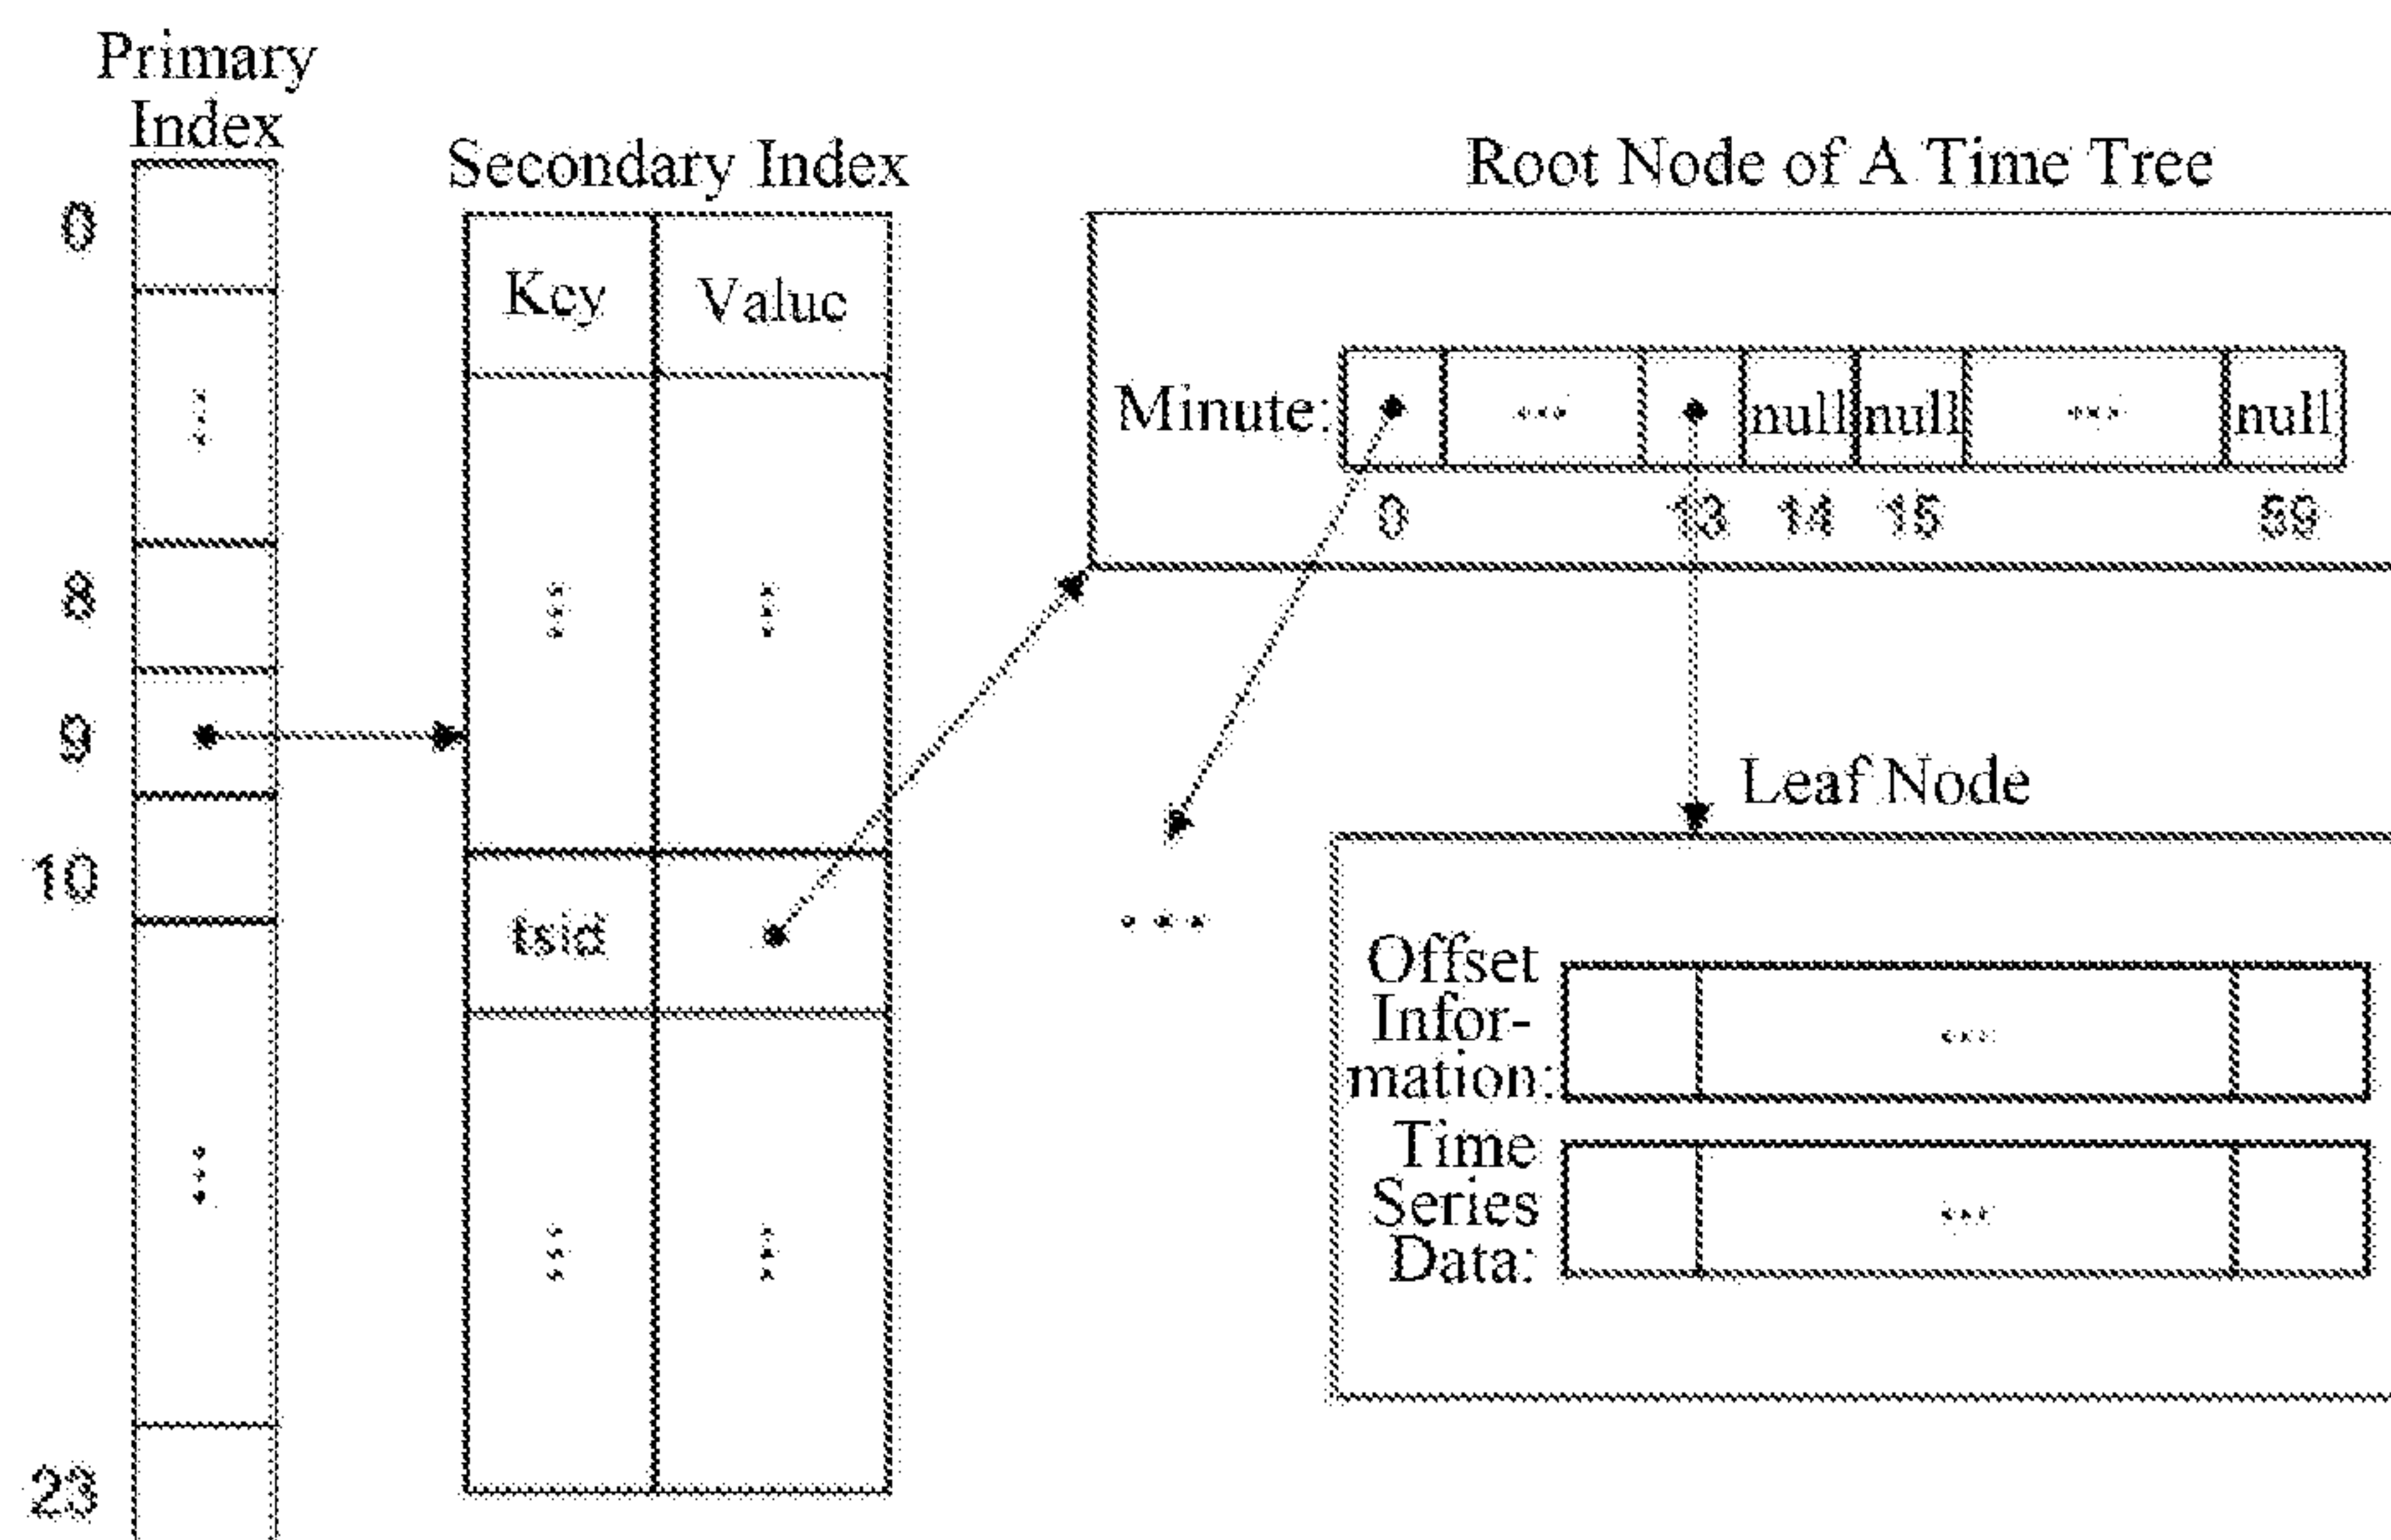 Primary
Index
0
...
8
9
10
...
23
Secondary Index
Key Value
... ...
tsid
... ...
Root Node of A Time Tree
Minute: ... null null ... null
0 13 14 15 59
...
Leaf Node
Offset
Infor-
mation:
...
Time
Series
Data:
...